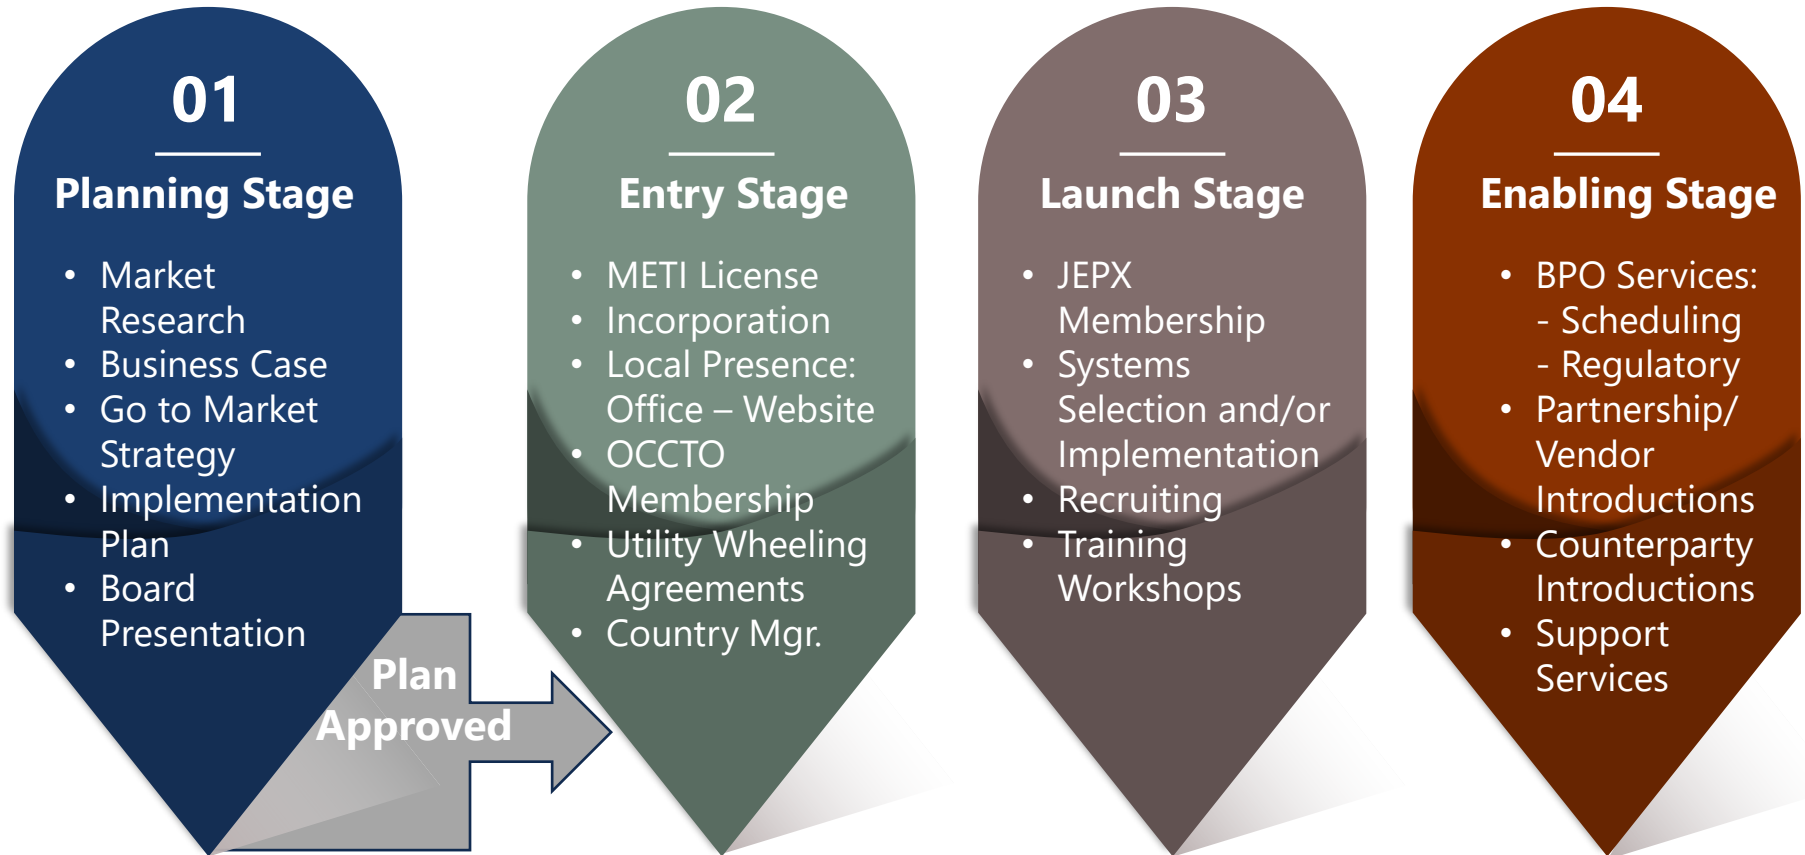 01
Planning Stage
• Market
Research
• Business Case
• Go to Market
Strategy
• Implementation
Plan
• Board
Presentation
Plan
Approved
02
Entry Stage
• METI License
• Incorporation
• Local Presence:
Office – Website
• OCCTO
Membership
• Utility Wheeling
Agreements
• Country Mgr.
03
Launch Stage
• JEPX
Membership
• Systems
Selection and/or
Implementation
• Recruiting
• Training
Workshops
04
Enabling Stage
• BPO Services:
- Scheduling
- Regulatory
• Partnership/
Vendor
Introductions
• Counterparty
Introductions
• Support
Services